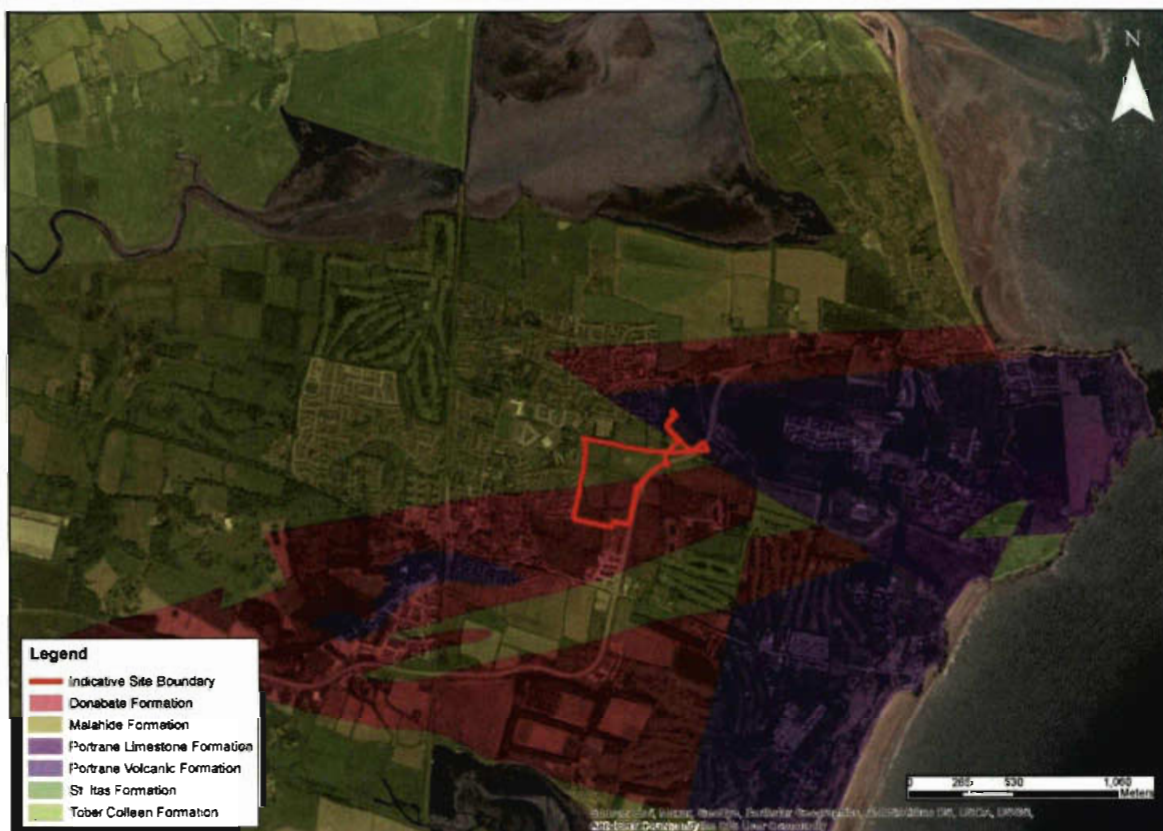 N
Legend
Indicative Site Boundary
Donabate Formation
Malahide Formation
Portrane Limestone Formation
Portrane Volcanic Formation
St Itas Formation
Tober Colleen Formation
0 265 530 1,060
Meters